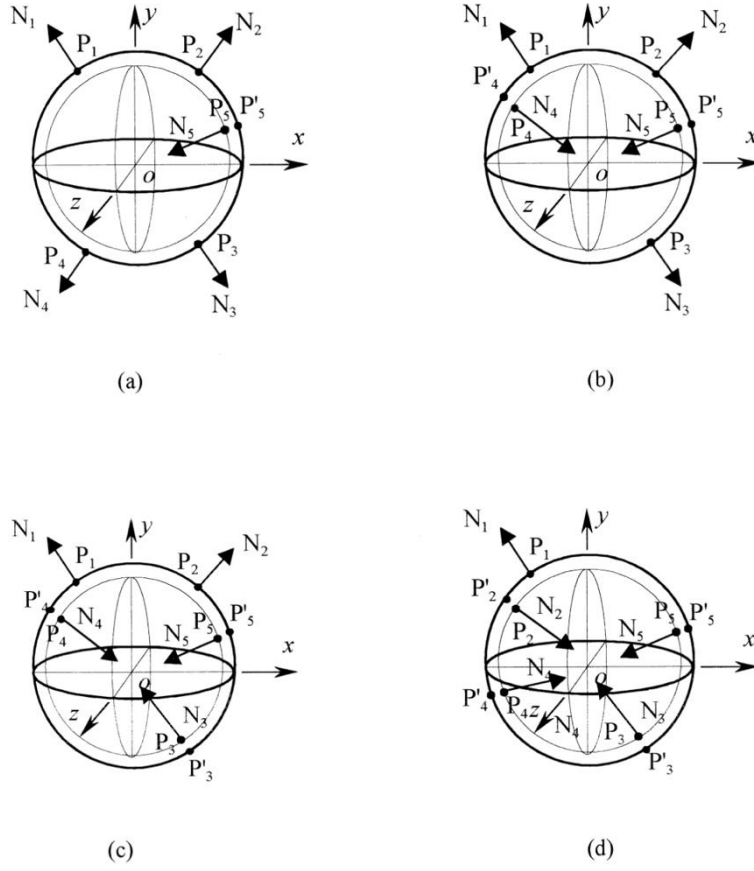 N₁ P₁ y P₂ N₂
P₅ P'₅
N₅ x
o
z
P₄ P₃
N₄ N₃
(a)
N₁ P₁ y P₂ N₂
P'₄ N₄ P₅ P'₅
P₄ N₅ x
o
z
P₃
N₃
(b)
N₁ P₁ y P₂ N₂
P'₄ N₄ P₅ P'₅
P₄ N₅ x
o
z N₃
P₃
P'₃
(c)
N₁ P₁ y
P'₂ N₂ P₅ P'₅
P₂ N₅ x
N₄ o
P'₄ P₄ z N₃
N₄ P₃
P'₃
(d)